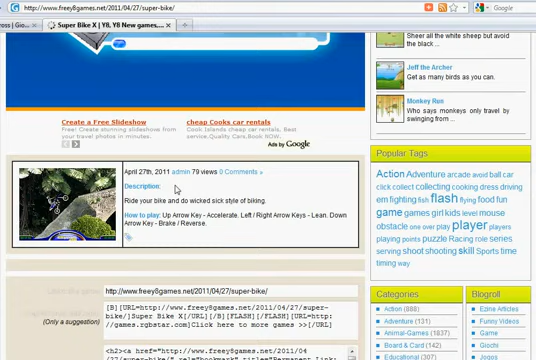 http://www.freey8games.net/2011/04/27/super-bike/
Google
ross | Gio...
Super Bike X | Y8, Y8 New games,...
Create a Free Slideshow
Create stunning slideshow from
your travel photos in minutes.
cheap Cooks car rentals
Cook Islands Cheap Rentals, Best
service.Book NOW.
Ads by Google
April 27th, 2011 admin 79 views 0 Comments »
Description:
Ride your bike and do wicked sick style of biking.
How to play: Up Arrow Key - Accelerate. Left / Right Arrow Keys - Lean. Down
Arrow Key - Brake / Reverse.
http://www.freey8games.net/2011/04/27/super-bike/
(Only a suggestion)
[B][URL=http://www.freey8games.net/2011/04/27/super-
bike/]Super Bike X[/URL][/B][FLASH][/FLASH][URL=http
://games.rgbstar.com]Click here to more games >>[/URL]
<h2><a href="http://www.freey8games.net/2011/04
Sheer all the white sheep but avoid
the black ...
Jeff the Archer
Get as many birds as you can.
Monkey Run
Who says monkeys only travel by
swinging from...
Popular Tags
Action Adventure arcade avoid ball car
click collect collecting cooking dress driving
em fighting fish flash flying food fun
game games girl kids level mouse
obstacle one over play player players
playing points puzzle Racing role series
serving shoot shooting skill Sports time
timing way
Categories
Action (888)
Adventure (131)
Animal-Games (1837)
Board & Card (142)
Educational (307)
Blogroll
Ezine Articles
Funny Videos
Game
Giochi
Jogos